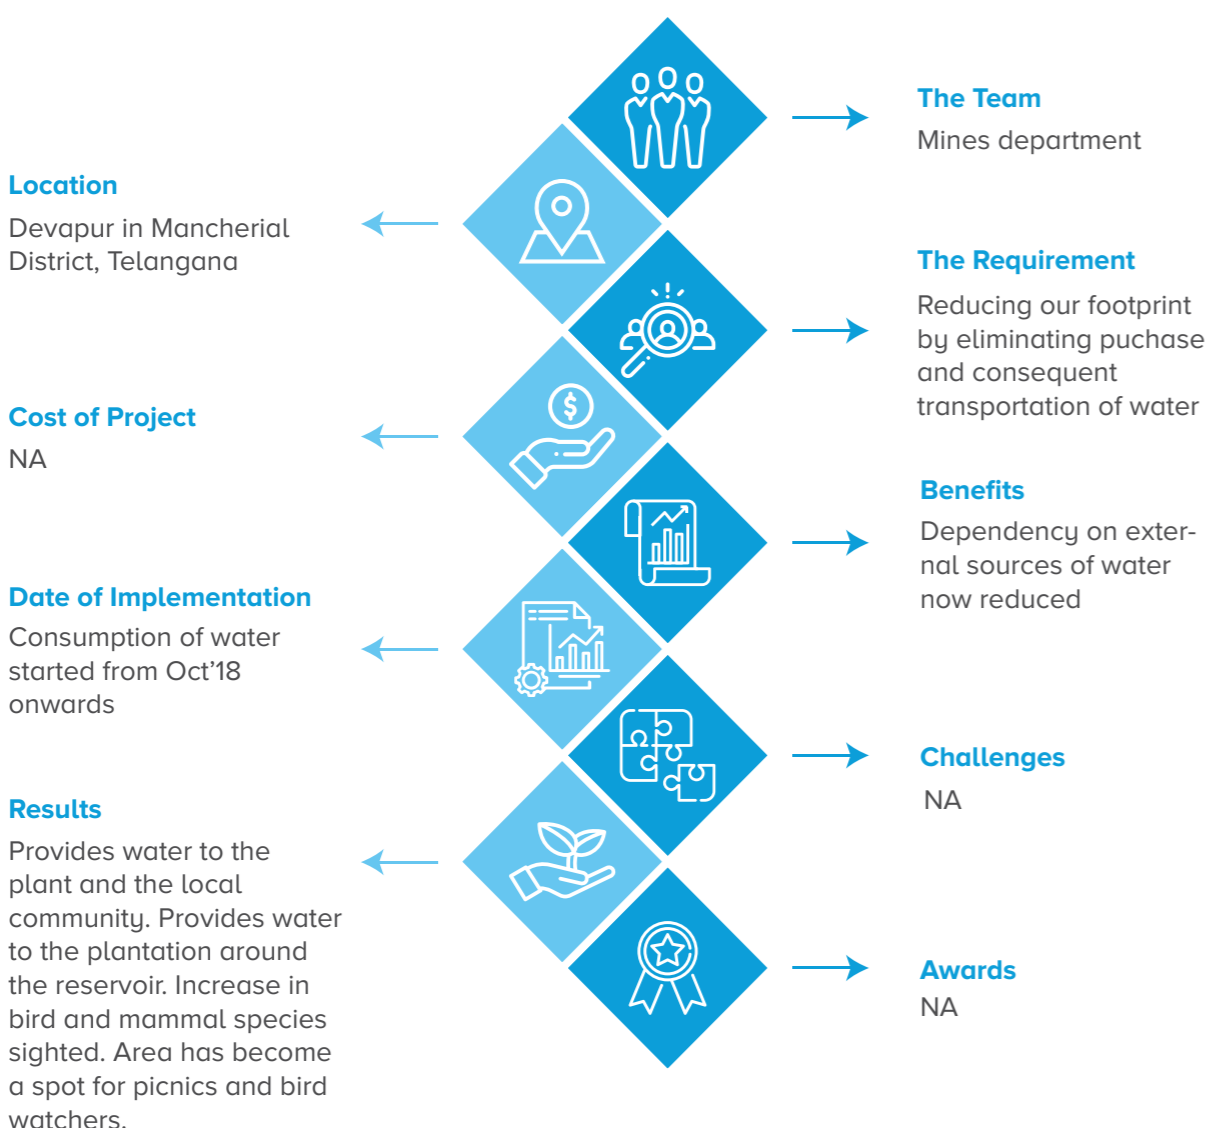 The Team
Mines department
Location
Devapur in Mancherial
District, Telangana
The Requirement
Reducing our footprint
by eliminating puchase
and consequent
transportation of water
Cost of Project
NA
Benefits
Dependency on exter-
nal sources of water
now reduced
Date of Implementation
Consumption of water
started from Oct’18
onwards
Challenges
NA
Results
Provides water to the
plant and the local
community. Provides water
to the plantation around
the reservoir. Increase in
bird and mammal species
sighted. Area has become
a spot for picnics and bird
watchers.
Awards
NA
$